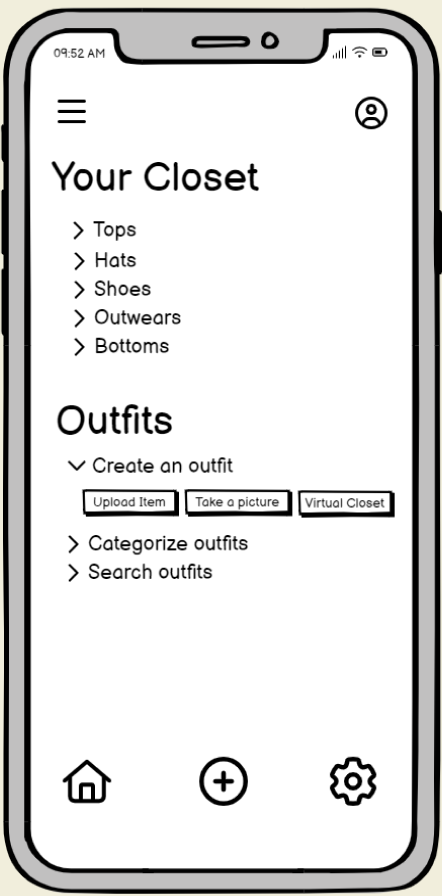 09:52 AM
Your Closet
Tops
Hats
Shoes
Outwears
Bottoms
Outfits
Create an outfit
Upload Item Take a picture Virtual Closet
Categorize outfits
Search outfits